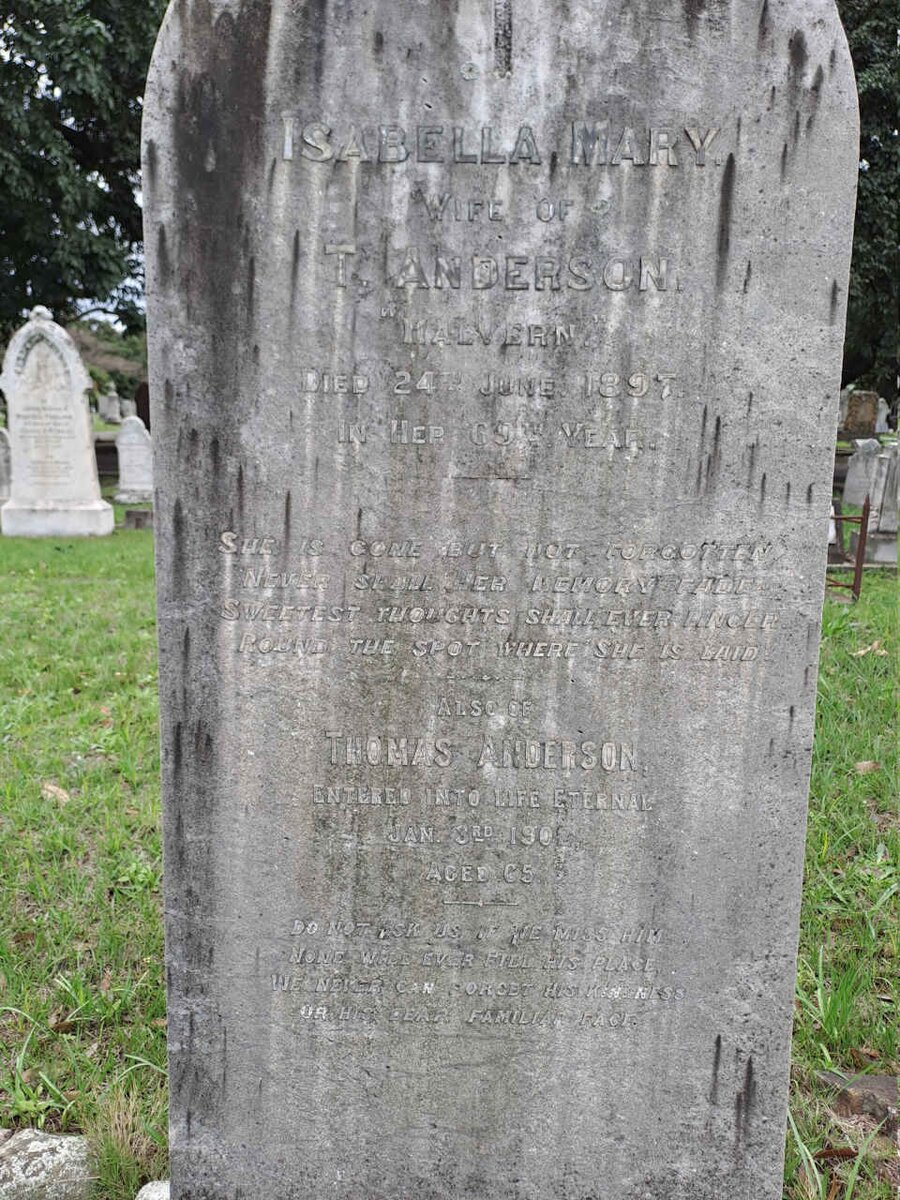 ISABELLA MARY.
WIFE OF
T. ANDERSON.
"MALVERN."
DIED 24TH JUNE 1897.
IN HER 69TH YEAR.
SHE IS GONE BUT NOT FORGOTTEN,
NEVER SHALL HER MEMORY FADE
SWEETEST THOUGHTS SHALL EVER LINGER
ROUND THE SPOT WHERE SHE IS LAID.
ALSO OF
THOMAS ANDERSON,
ENTERED INTO LIFE ETERNAL
JAN. 3RD
AGED 65
DO NOT ASK US IF WE MISS HIM
NONE WILL EVER FILL HIS PLACE,
WE NEVER CAN FORGET HIS KINDNESS
OR HIS DEAR FAMILIAR FACE.